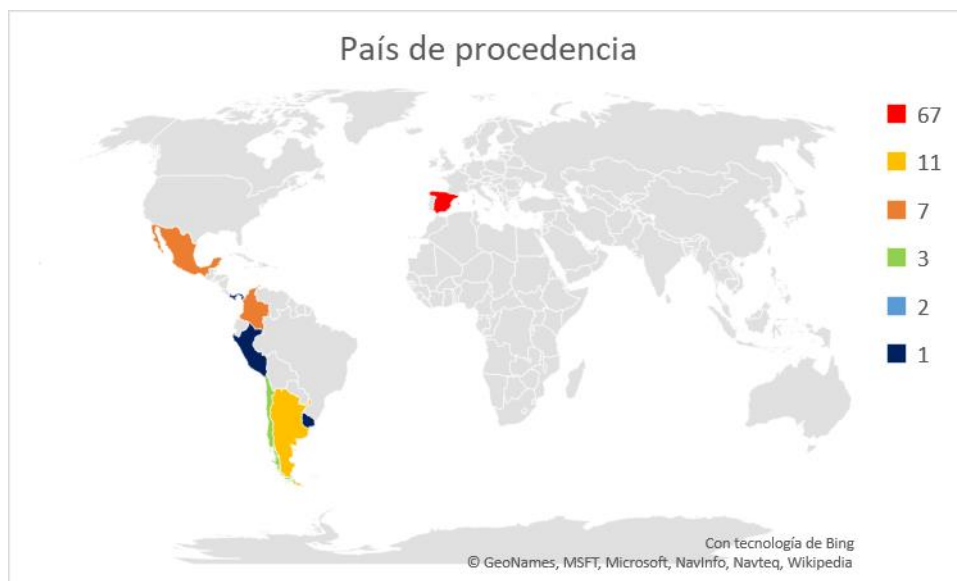 País de procedencia
67
11
7
3
2
1
Con tecnología de Bing
© GeoNames, MSFT, Microsoft, NavInfo, Navteq, Wikipedia